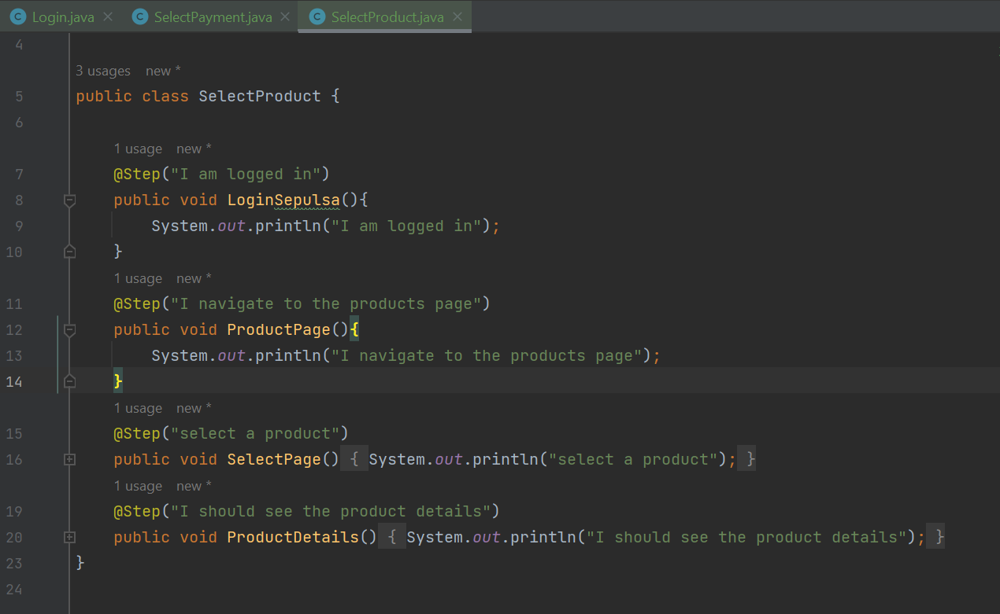 C Login.java × C SelectPayment.java × C SelectProduct.java ×
4
3 usages new *
5 public class SelectProduct {
6
1 usage new *
7 @Step("I am logged in")
8 public void LoginSepulsa(){
9 System.out.println("I am logged in");
10 }
1 usage new *
11 @Step("I navigate to the products page")
12 public void ProductPage(){
13 System.out.println("I navigate to the products page");
14 }
1 usage new *
15 @Step("select a product")
16 public void SelectPage() { System.out.println("select a product"); }
1 usage new *
19 @Step("I should see the product details")
20 public void ProductDetails() { System.out.println("I should see the product details"); }
23 }
24